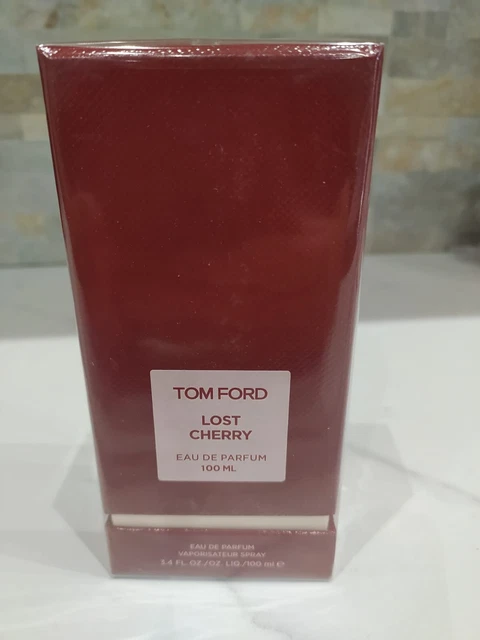 TOM FORD
LOST
CHERRY
EAU DE PARFUM
100 ML
EAU DE PARFUM
VAPORISATEUR SPRAY
3.4 FL. OZ./OZ. LIQ./100 ml ℮